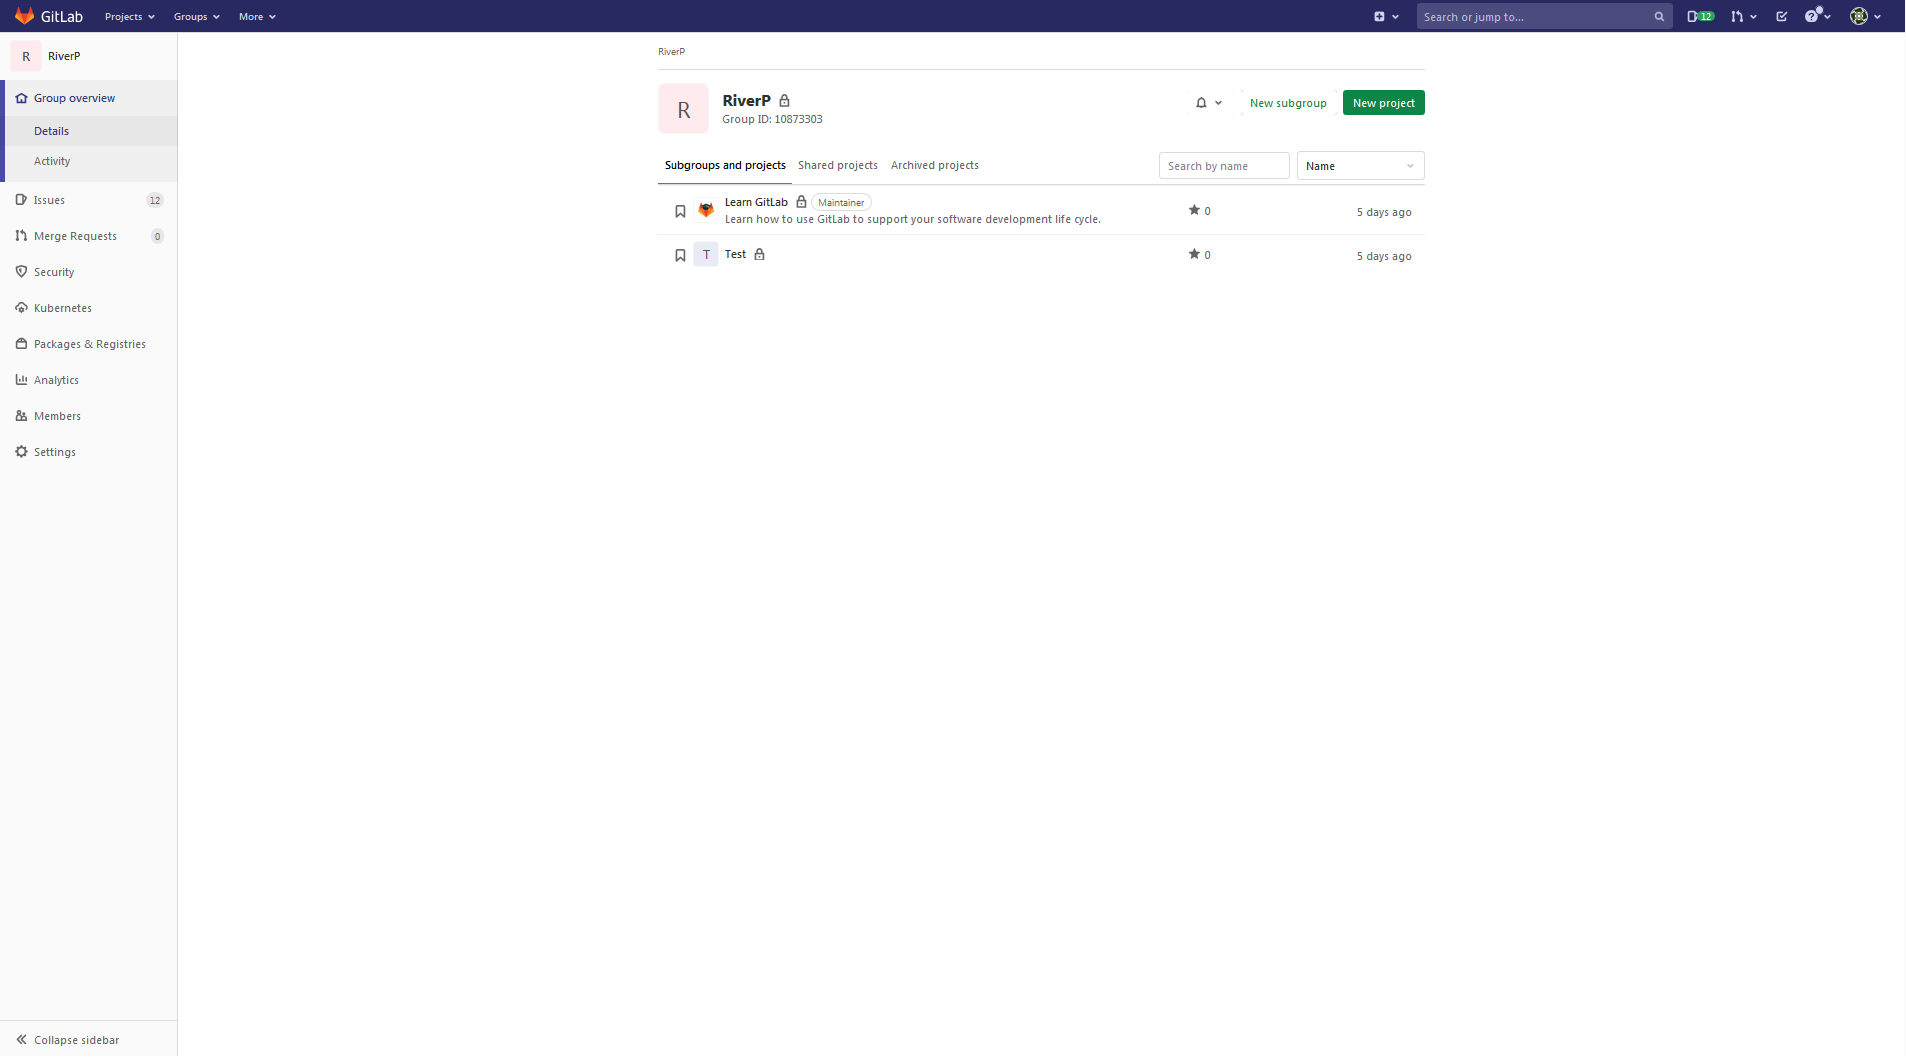 GitLab Projects Groups More Search or jump to... 12
R RiverP
Group overview
Details
Activity
Issues 12
Merge Requests 0
Security
Kubernetes
Packages & Registries
Analytics
Members
Settings
Collapse sidebar
RiverP
R
RiverP
Group ID: 10873303
New subgroup New project
Subgroups and projects Shared projects Archived projects Search by name Name
Learn GitLab Maintainer
Learn how to use GitLab to support your software development life cycle.
0 5 days ago
T Test 0 5 days ago